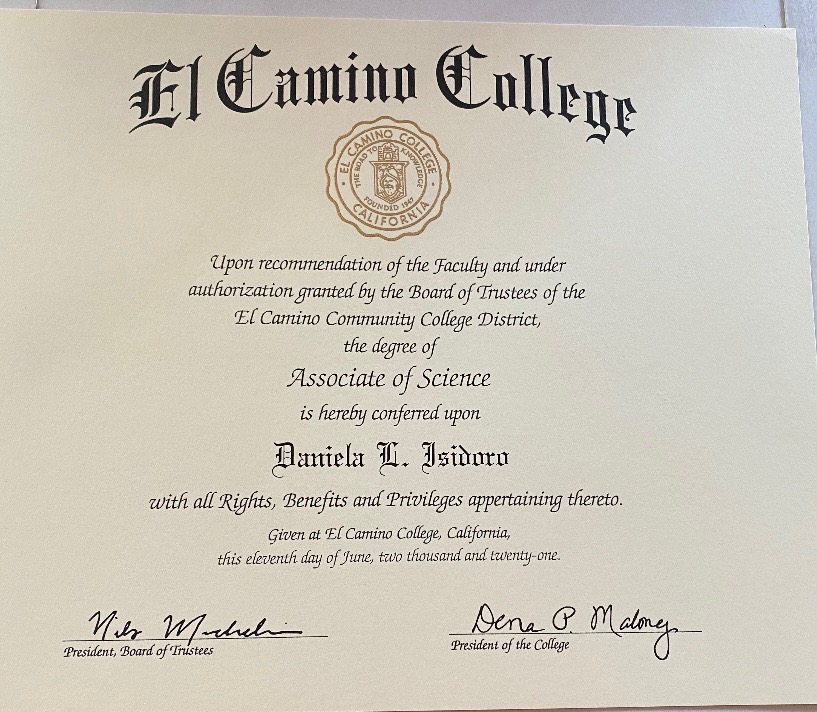 El Camino College
EL CAMINO COLLEGE
THE ROAD TO KNOWLEDGE
FOUNDED 1947
CALIFORNIA
Upon recommendation of the Faculty and under
authorization granted by the Board of Trustees of the
El Camino Community College District,
the degree of
Associate of Science
is hereby conferred upon
Daniela L. Isidoro
with all Rights, Benefits and Privileges appertaining thereto.
Given at El Camino College, California,
this eleventh day of June, two thousand and twenty-one.
Dena P. Maloney
President, Board of Trustees
President of the College